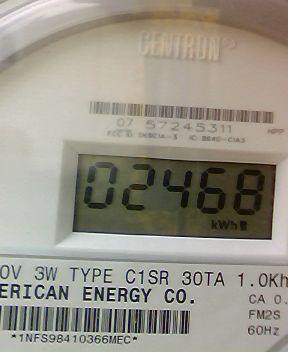 CENTRON®
07 57245311
HPP
02468
kWh
0V 3W TYPE C1SR 30TA 1.0Kh
ERICAN ENERGY CO.
CA 0.
FM2S
60Hz
*1NFS98410366MEC*